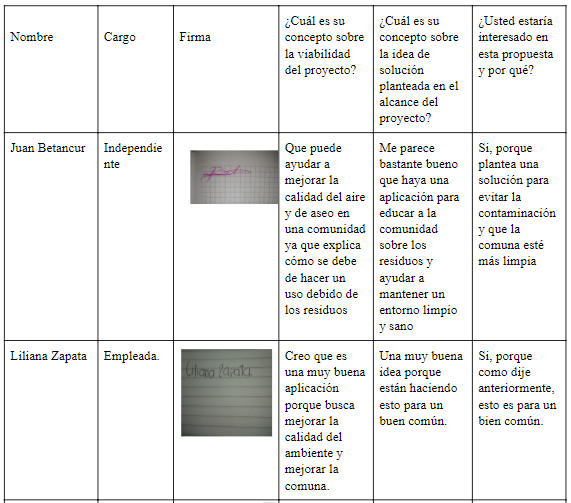 Nombre
Cargo
Firma
¿Cuál es su
concepto sobre
la viabilidad
del proyecto?
¿Cuál es su
concepto sobre
la idea de
solución
planteada en el
alcance del
proyecto?
¿Usted estaría
interesado en
esta propuesta
y por qué?
Juan Betancur
Independie
nte
Que puede
ayudar a
mejorar la
calidad del aire
y de aseo en
una comunidad
ya que explica
cómo se debe
de hacer un
uso debido de
los residuos
Me parece
bastante bueno
que haya una
aplicación para
educar a la
comunidad
sobre los
residuos y
ayudar a
mantener un
entorno limpio
y sano
Si, porque
plantea una
solución para
evitar la
contaminación
y que la
comuna esté
más limpia
Liliana Zapata
Empleada.
Liliana Zapata
Creo que es
una muy buena
aplicación
porque busca
mejorar la
calidad del
ambiente y
mejorar la
comuna.
Una muy buena
idea porque
están haciendo
esto para un
buen común.
Si, porque
como dije
anteriormente,
esto es para un
bien común.